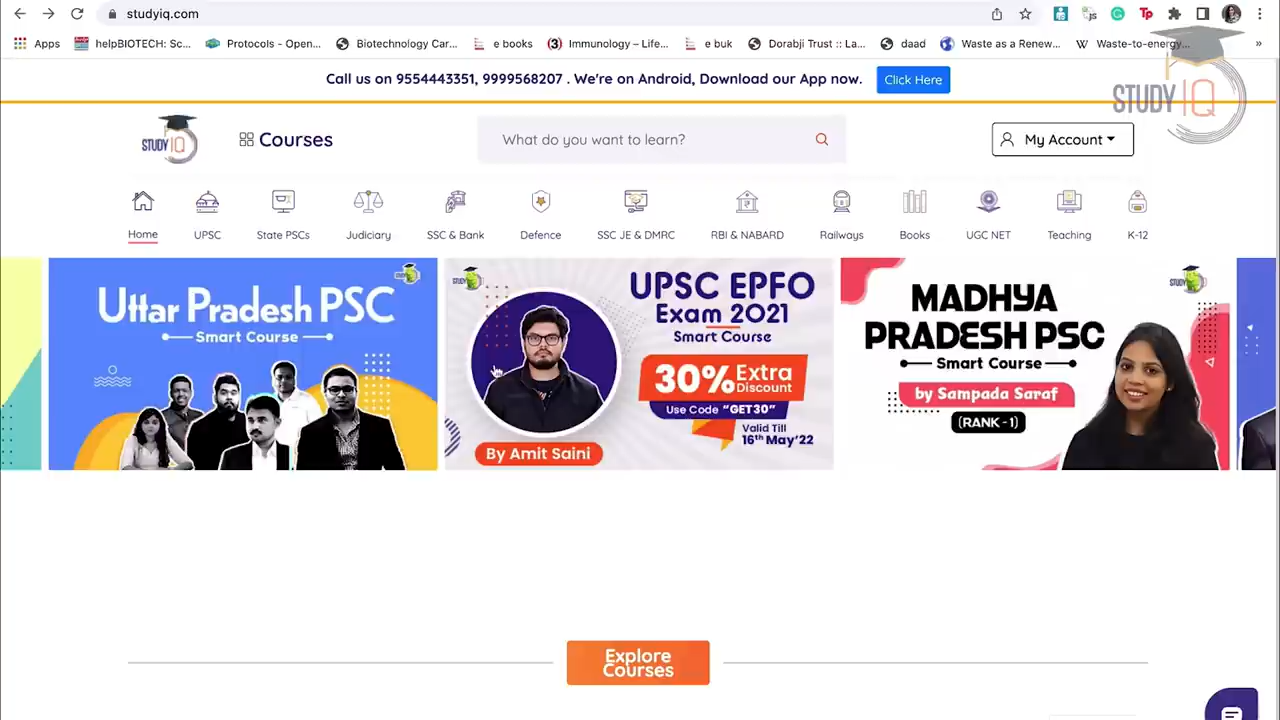 studyiq.com
Apps
helpBIOTECH: Sc...
Protocols - Open...
Biotechnology Car...
e books
Immunology – Life...
e buk
Dorabji Trust :: La...
daad
Waste as a Renew...
Waste-to-energy...
»
Call us on 9554443351, 9999568207 . We're on Android, Download our App now.
Click Here
STUDY IQ
STUDY IQ
Courses
What do you want to learn?
My Account
Home
UPSC
State PSCs
Judiciary
SSC & Bank
Defence
SSC JE & DMRC
RBI & NABARD
Railways
Books
UGC NET
Teaching
K-12
Uttar Pradesh PSC
Smart Course
UPSC EPFO
Exam 2021
Smart Course
30% Extra Discount
Use Code “GET30”
Valid Till
16th May'22
By Amit Saini
MADHYA
PRADESH PSC
Smart Course
by Sampada Saraf
(RANK - 1)
Explore
Courses